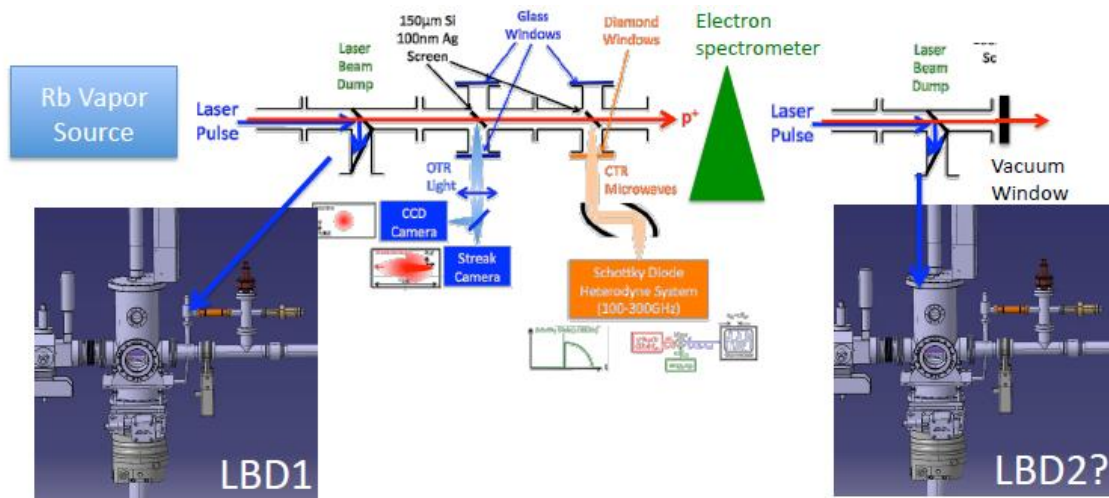 Rb Vapor
Source
Laser
Pulse
Laser
Beam
Dump
150μm Si
100nm Ag
Screen
Glass
Windows
Diamond
Windows
Electron
spectrometer
p⁺
OTR
Light
CTR
Microwaves
CCD
Camera
Streak
Camera
Schottky Diode
Heterodyne System
(100-300GHz)
t
Laser
Pulse
Laser
Beam
Dump
Sc
Vacuum
Window
LBD1
LBD2?